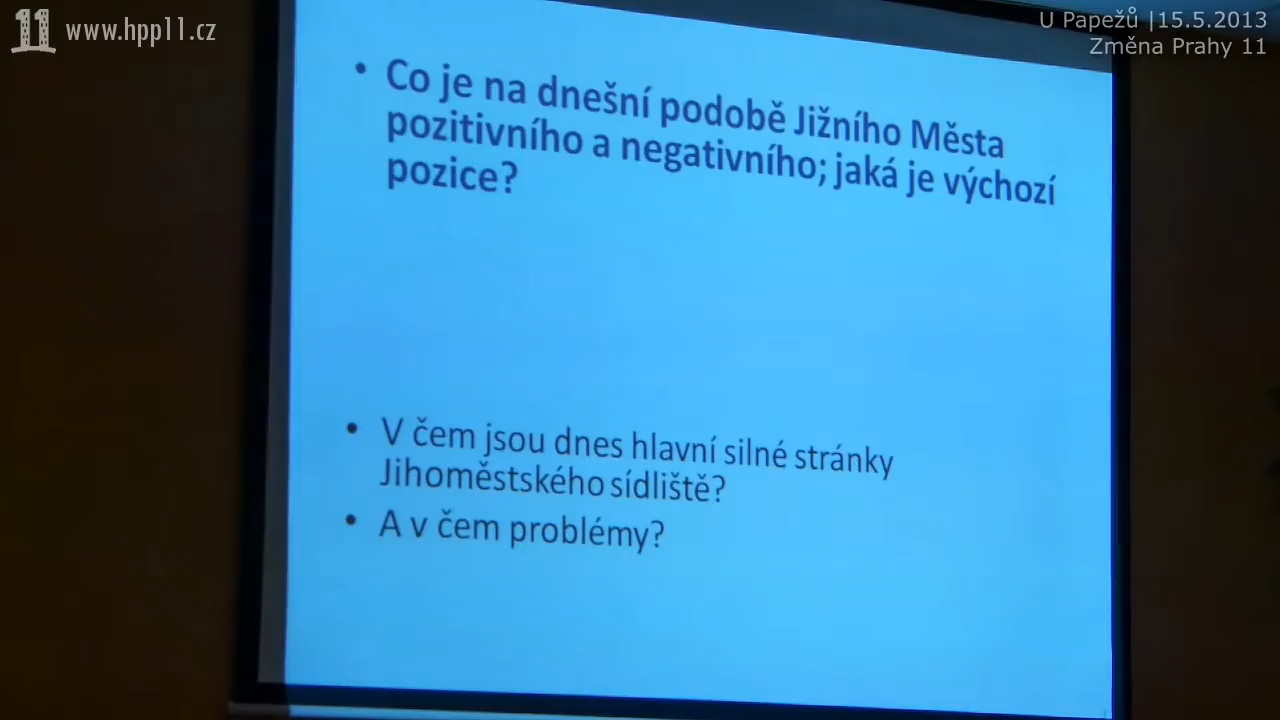 11 www.hpp11.cz
U Papežů |15.5.2013
Změna Prahy 11
• Co je na dnešní podobě Jižního Města
pozitivního a negativního; jaká je výchozí
pozice?
• V čem jsou dnes hlavní silné stránky
Jihoměstského sídliště?
• A v čem problémy?